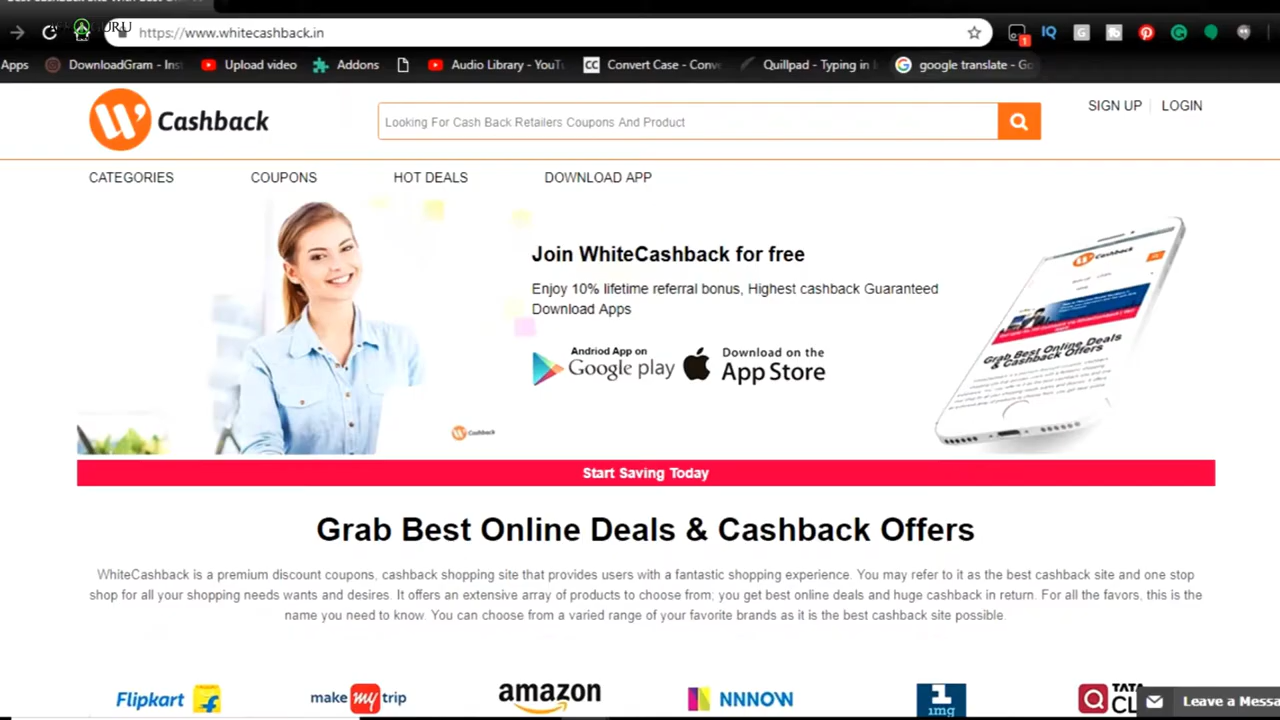 https://www.whitecashback.in
Apps DownloadGram - Ins Upload video Addons Audio Library - YouT CC Convert Case - Conve Quillpad - Typing in google translate - Go
W Cashback
Looking For Cash Back Retailers Coupons And Product
SIGN UP LOGIN
CATEGORIES COUPONS HOT DEALS DOWNLOAD APP
Join WhiteCashback for free
Enjoy 10% lifetime referral bonus, Highest cashback Guaranteed
Download Apps
Andriod App on
Google play
Download on the
App Store
Cashback
Grab Best Online Deals
& Cashback Offers
Start Saving Today
Grab Best Online Deals & Cashback Offers
WhiteCashback is a premium discount coupons, cashback shopping site that provides users with a fantastic shopping experience. You may refer to it as the best cashback site and one stop
shop for all your shopping needs wants and desires. It offers an extensive array of products to choose from; you get best online deals and huge cashback in return. For all the favors, this is the
name you need to know. You can choose from a varied range of your favorite brands as it is the best cashback site possible.
Flipkart make my trip amazon NNNOW 1 img TATA CL
Leave a Messa